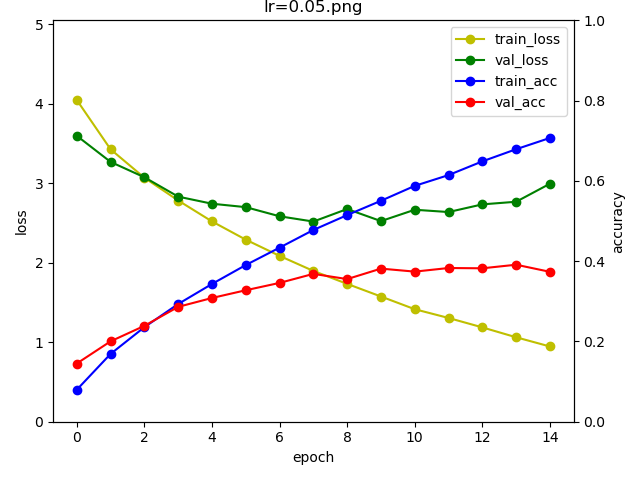 lr=0.05.png
5
4
3
2
1
0
loss
1.0
0.8
0.6
0.4
0.2
0.0
accuracy
train_loss
val_loss
train_acc
val_acc
0 2 4 6 8 10 12 14
epoch